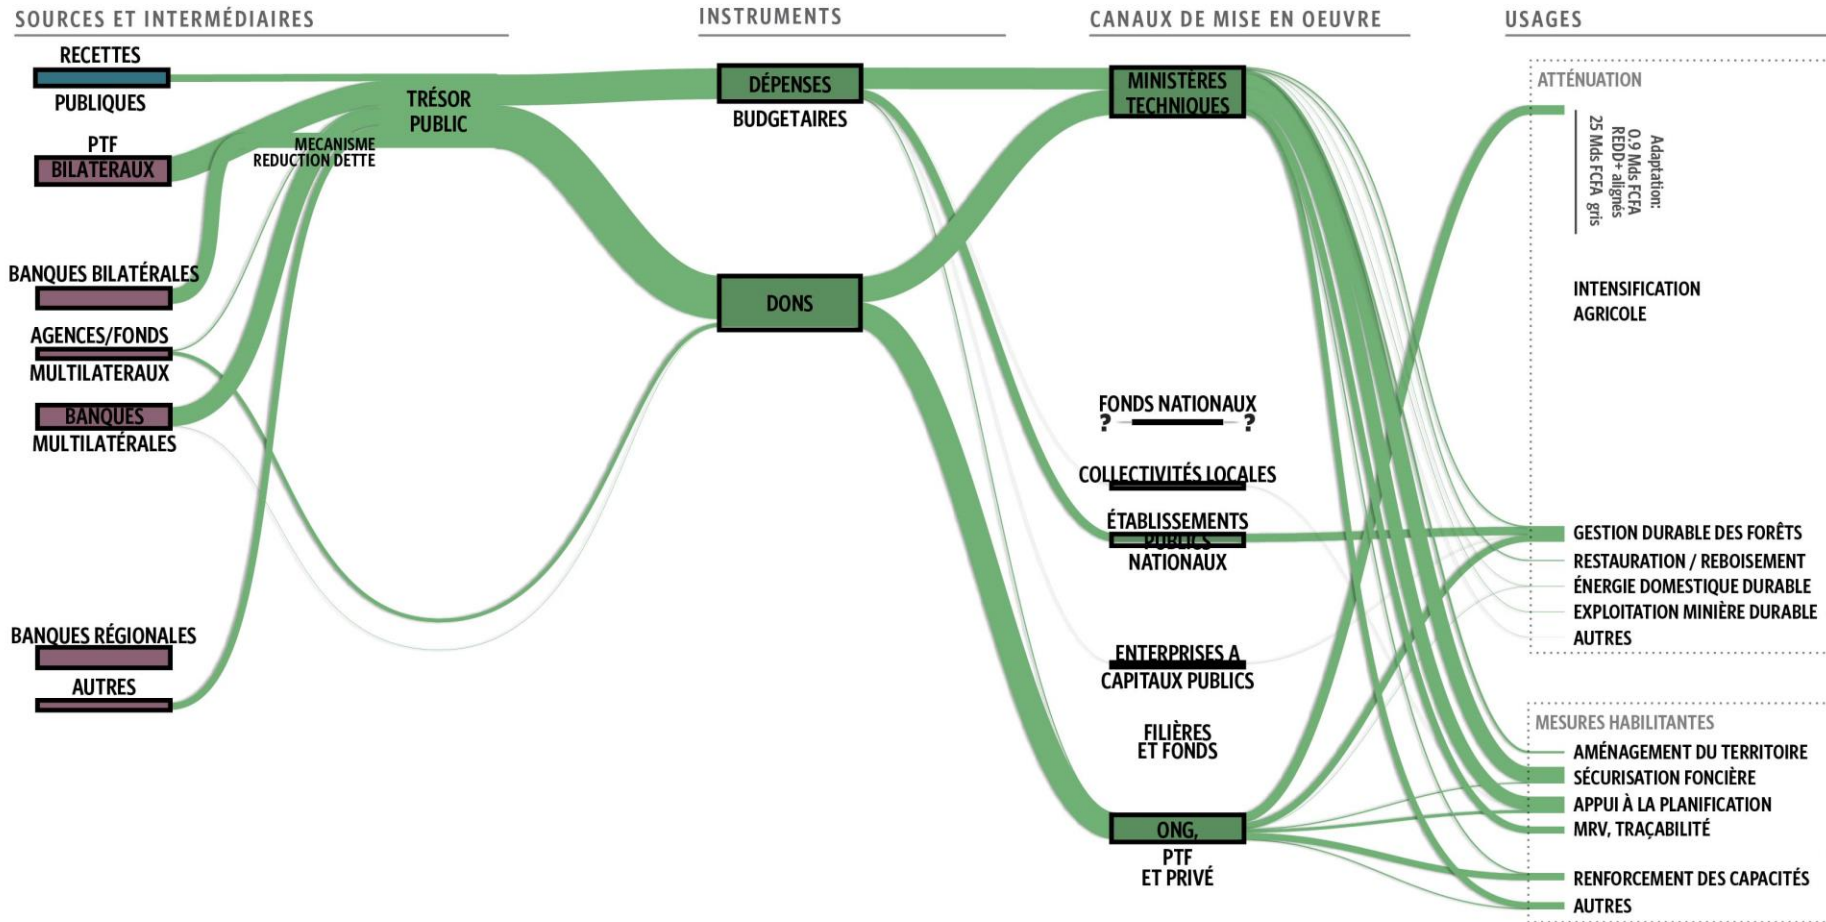 SOURCES ET INTERMÉDIAIRES
RECETTES
PUBLIQUES
PTF
BILATERAUX
BANQUES BILATÉRALES
AGENCES/FONDS
MULTILATERAUX
BANQUES
MULTILATÉRALES
BANQUES RÉGIONALES
AUTRES
TRÉSOR
PUBLIC
MECANISME
REDUCTION DETTE
INSTRUMENTS
DÉPENSES
BUDGETAIRES
DONS
CANAUX DE MISE EN OEUVRE
MINISTÈRES
TECHNIQUES
FONDS NATIONAUX
? ?
COLLECTIVITÉS LOCALES
ÉTABLISSEMENTS
PUBLICS
NATIONAUX
ENTERPRISES A
CAPITAUX PUBLICS
FILIÈRES
ET FONDS
ONG,
PTF
ET PRIVÉ
USAGES
ATTÉNUATION
Adaptation:
0.9 Mds FCFA
REDD+ alignés
25 Mds FCFA gris
INTENSIFICATION
AGRICOLE
GESTION DURABLE DES FORÊTS
RESTAURATION / REBOISEMENT
ÉNERGIE DOMESTIQUE DURABLE
EXPLOITATION MINIÈRE DURABLE
AUTRES
MESURES HABILITANTES
AMÉNAGEMENT DU TERRITOIRE
SÉCURISATION FONCIÈRE
APPUI À LA PLANIFICATION
MRV, TRAÇABILITÉ
RENFORCEMENT DES CAPACITÉS
AUTRES